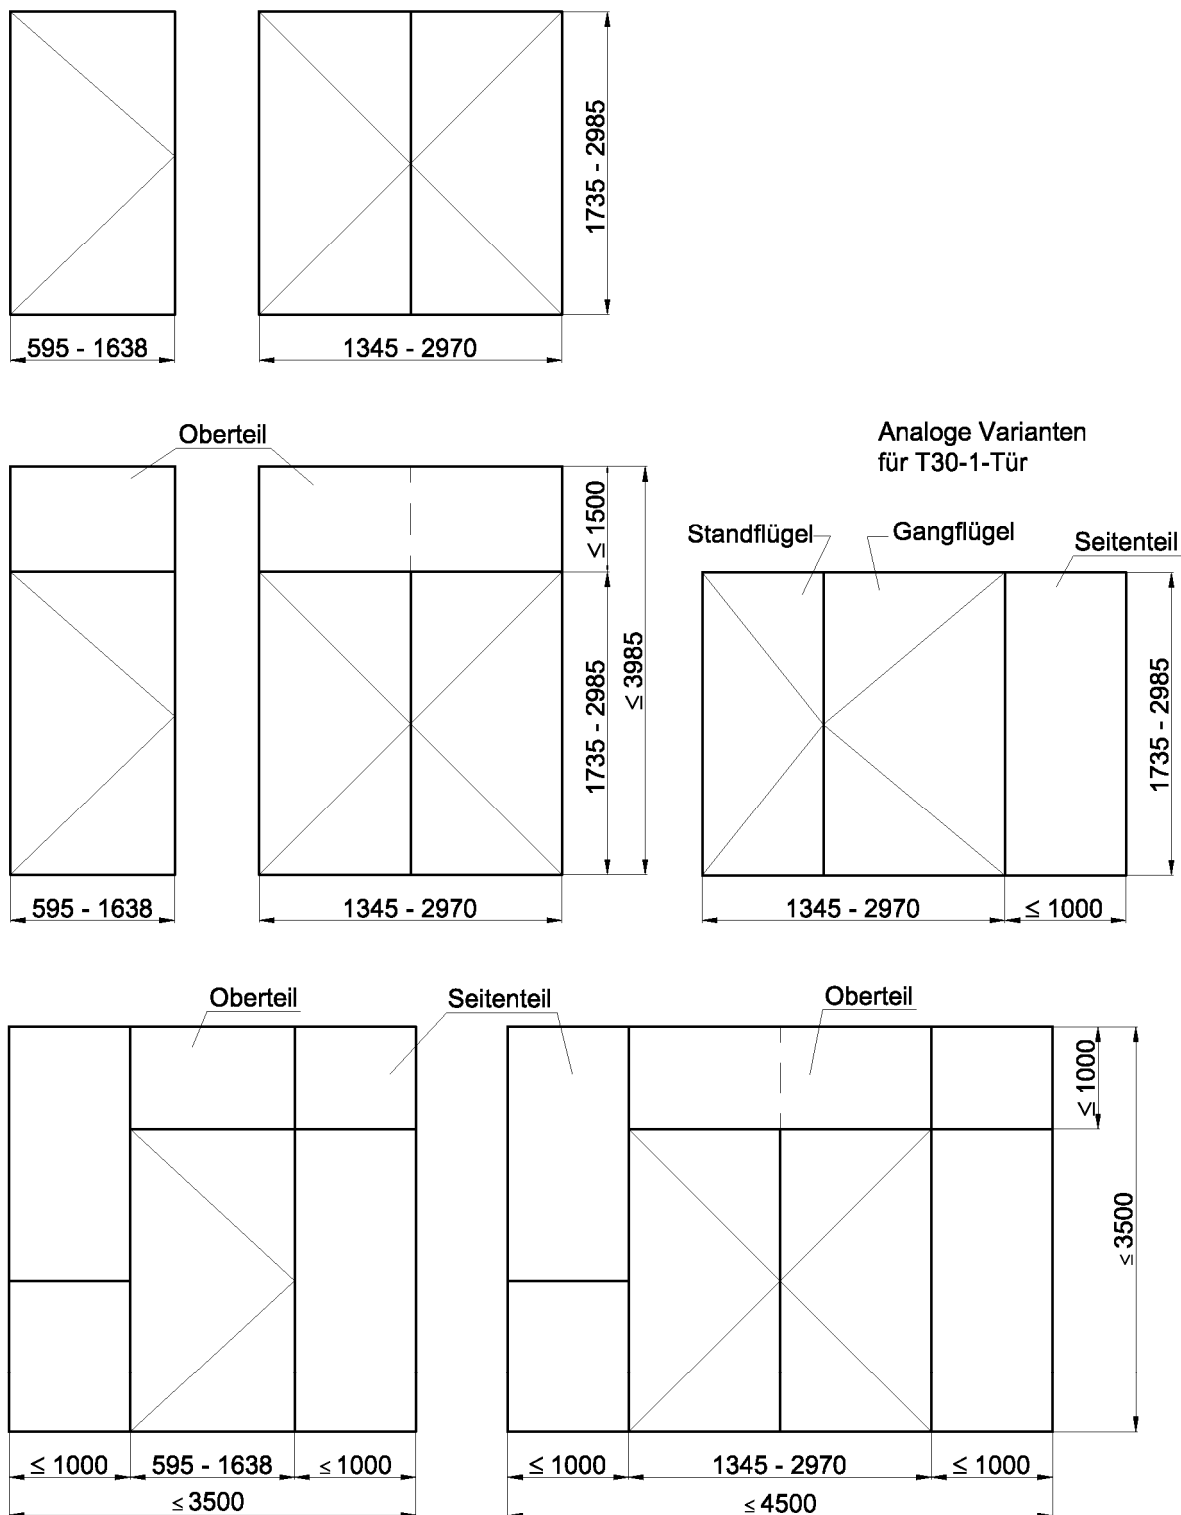 1735 - 2985
595 - 1638
1345 - 2970
Oberteil
Analoge Varianten
für T30-1-Tür
≤ 1500
Standflügel
Gangflügel
Seitenteil
1735 - 2985
≤ 3985
1735 - 2985
595 - 1638
1345 - 2970
1345 - 2970
≤ 1000
Oberteil
Seitenteil
Oberteil
≤ 1000
≤ 3500
≤ 1000
595 - 1638
≤ 1000
≤ 1000
1345 - 2970
≤ 1000
≤ 3500
≤ 4500